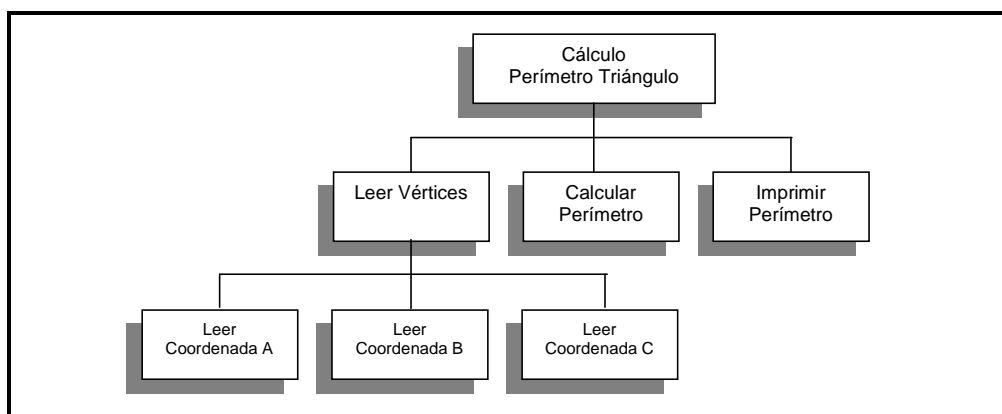 Cálculo
Perímetro Triángulo
Leer Vértices
Calcular
Perímetro
Imprimir
Perímetro
Leer
Coordenada A
Leer
Coordenada B
Leer
Coordenada C